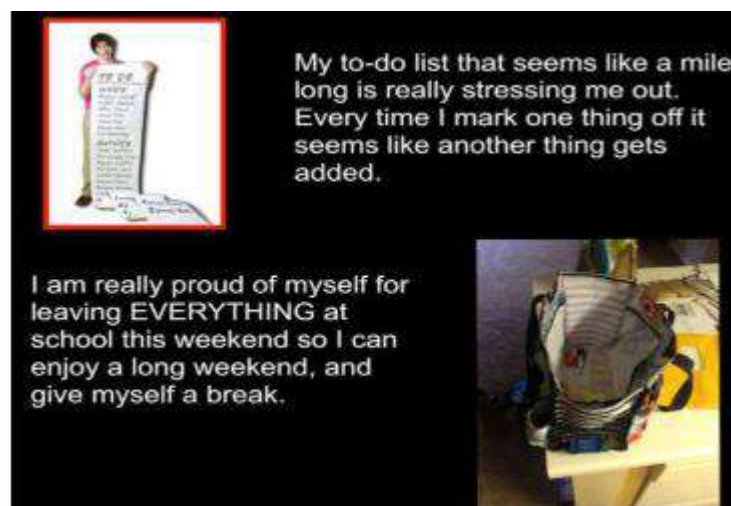 My to-do list that seems like a mile
long is really stressing me out.
Every time I mark one thing off it
seems like another thing gets
added.
TO DO
I am really proud of myself for
leaving EVERYTHING at
school this weekend so I can
enjoy a long weekend, and
give myself a break.